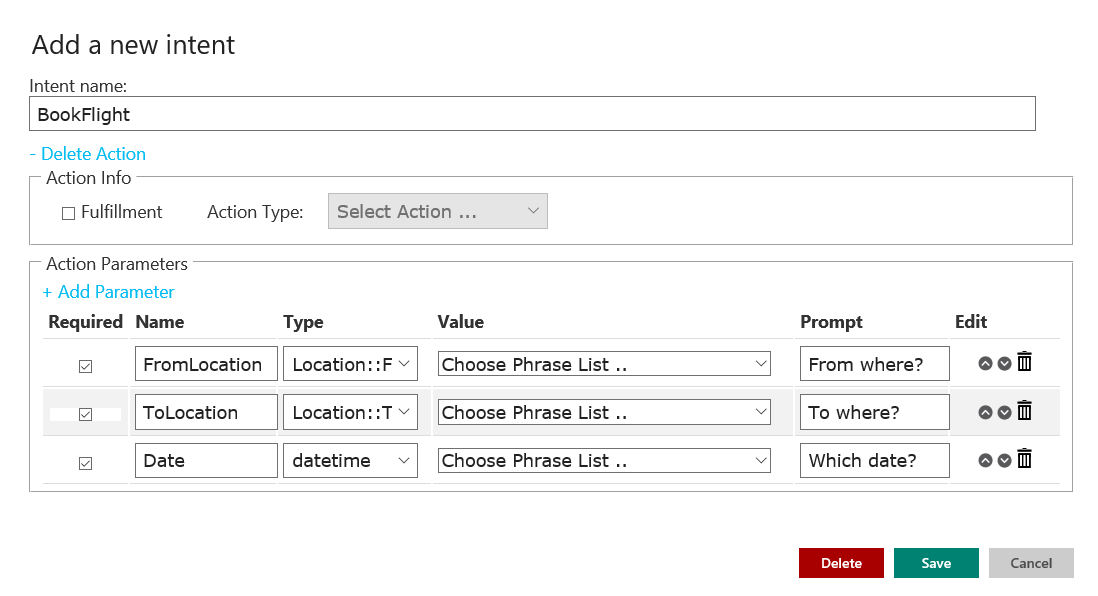 Add a new intent
Intent name:
BookFlight
- Delete Action
Action Info
Fulfillment Action Type: Select Action ...
Action Parameters
+ Add Parameter
Required Name Type Value Prompt Edit
FromLocation Location::F Choose Phrase List .. From where?
ToLocation Location::T Choose Phrase List .. To where?
Date datetime Choose Phrase List .. Which date?
Delete Save Cancel